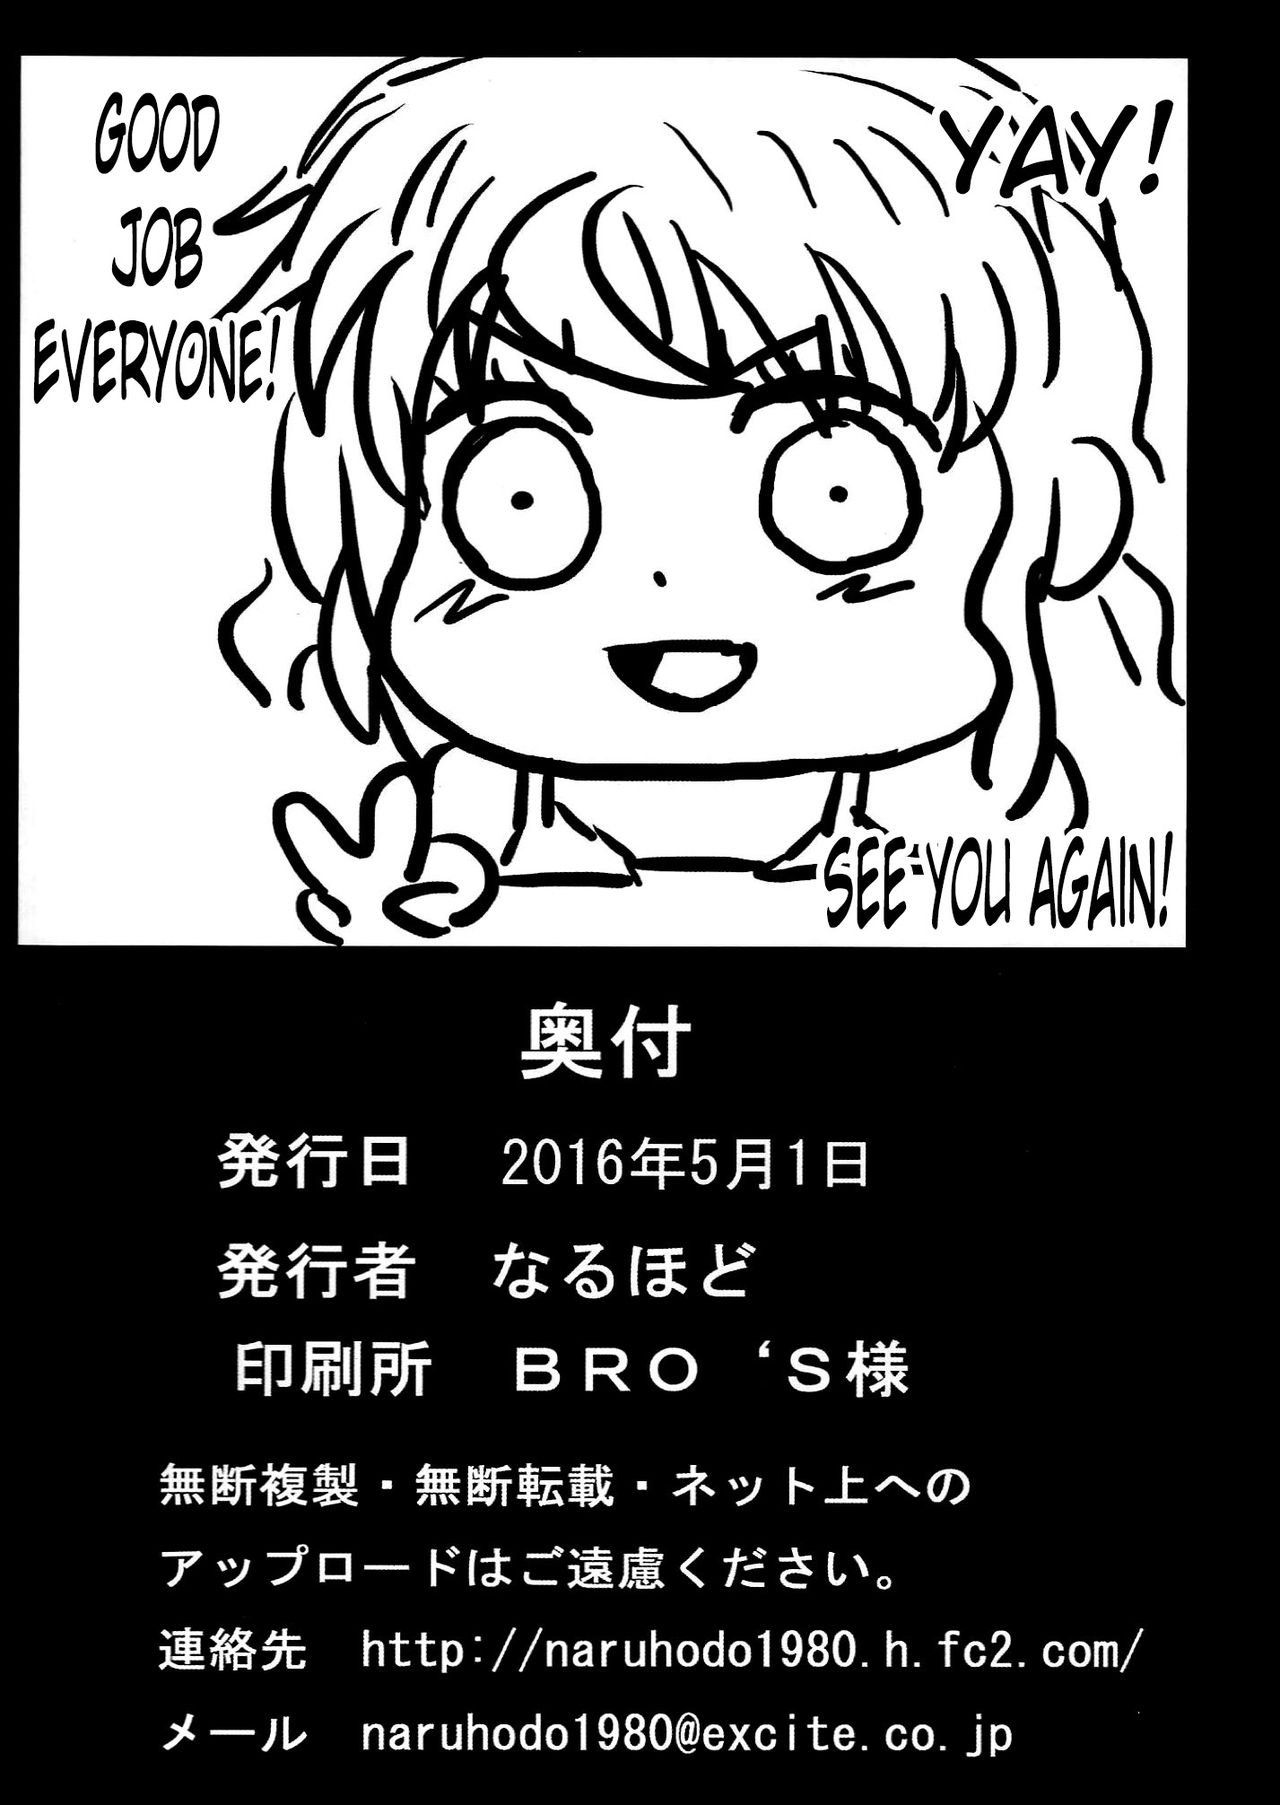 GOOD
JOB
EVERYONE!
YAY!
SEE YOU AGAIN!
奥付
発行日 2016年5月1日
発行者 なるほど
印刷所 ＢＲＯ‘Ｓ様
無断複製・無断転載・ネット上への
アップロードはご遠慮ください。
連絡先 http://naruhodo1980.h.fc2.com/
メール naruhodo1980@excite.co.jp